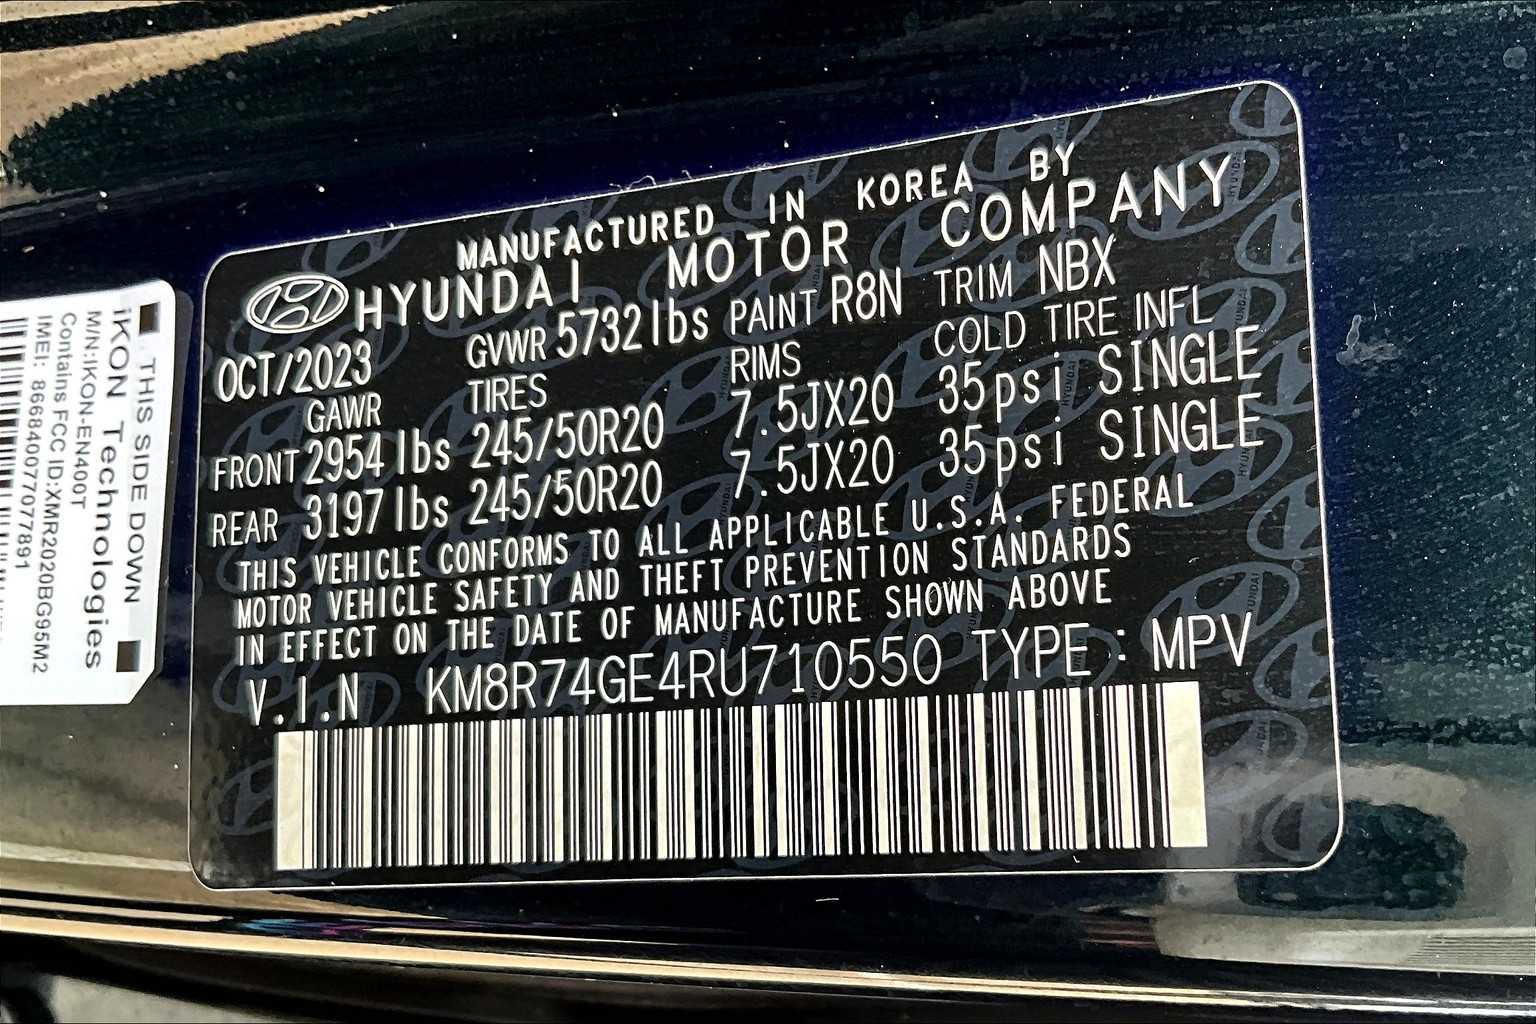 MANUFACTURED IN KOREA BY
HYUNDAI MOTOR COMPANY
OCT/2023 GVWR 5732lbs PAINT R8N TRIM NBX
GAWR TIRES RIMS COLD TIRE INFL
FRONT 2954 lbs 245/50R20 7.5JX20 35psi SINGLE
REAR 3197 lbs 245/50R20 7.5JX20 35psi SINGLE
THIS VEHICLE CONFORMS TO ALL APPLICABLE U.S.A. FEDERAL
MOTOR VEHICLE SAFETY AND THEFT PREVENTION STANDARDS
IN EFFECT ON THE DATE OF MANUFACTURE SHOWN ABOVE
V.I.N KM8R74GE4RU710550 TYPE : MPV
THIS SIDE DOWN
iKON Technologies
M/N:IKON-EN400T
Contains FCC ID:XMR2020BG95M2
IMEI: 866840077077891